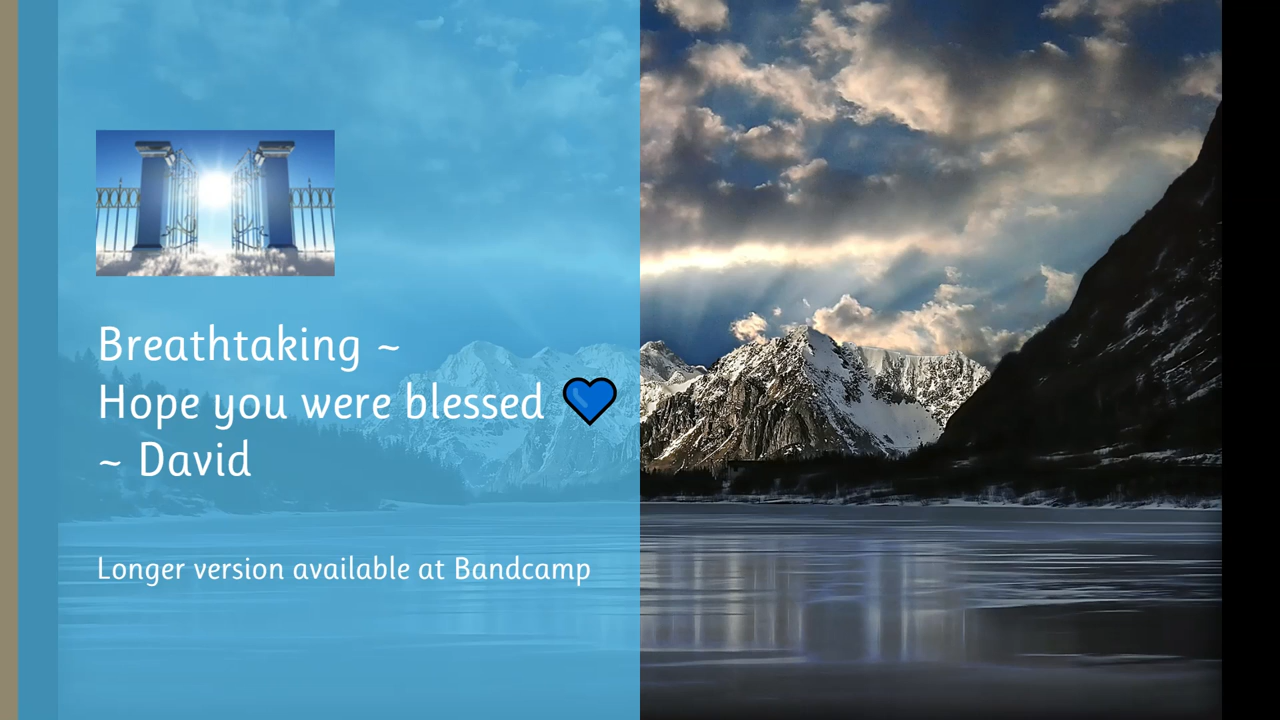 Breathtaking ~
Hope you were blessed 💙
~ David
Longer version available at Bandcamp